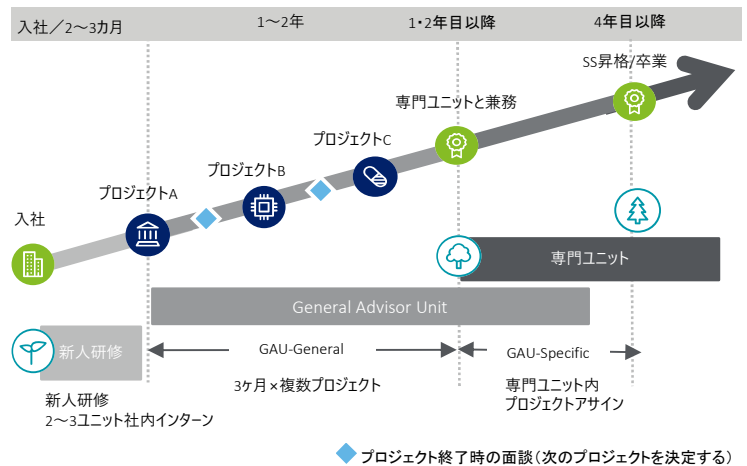 入社／2～3カ月
1～2年
1・2年目以降
4年目以降
SS昇格/卒業
専門ユニットと兼務
プロジェクトC
プロジェクトB
プロジェクトA
入社
専門ユニット
General Advisor Unit
新人研修
GAU-General
GAU-Specific
新人研修
2～3ユニット社内インターン
3ヶ月×複数プロジェクト
専門ユニット内
プロジェクトアサイン
プロジェクト終了時の面談（次のプロジェクトを決定する）